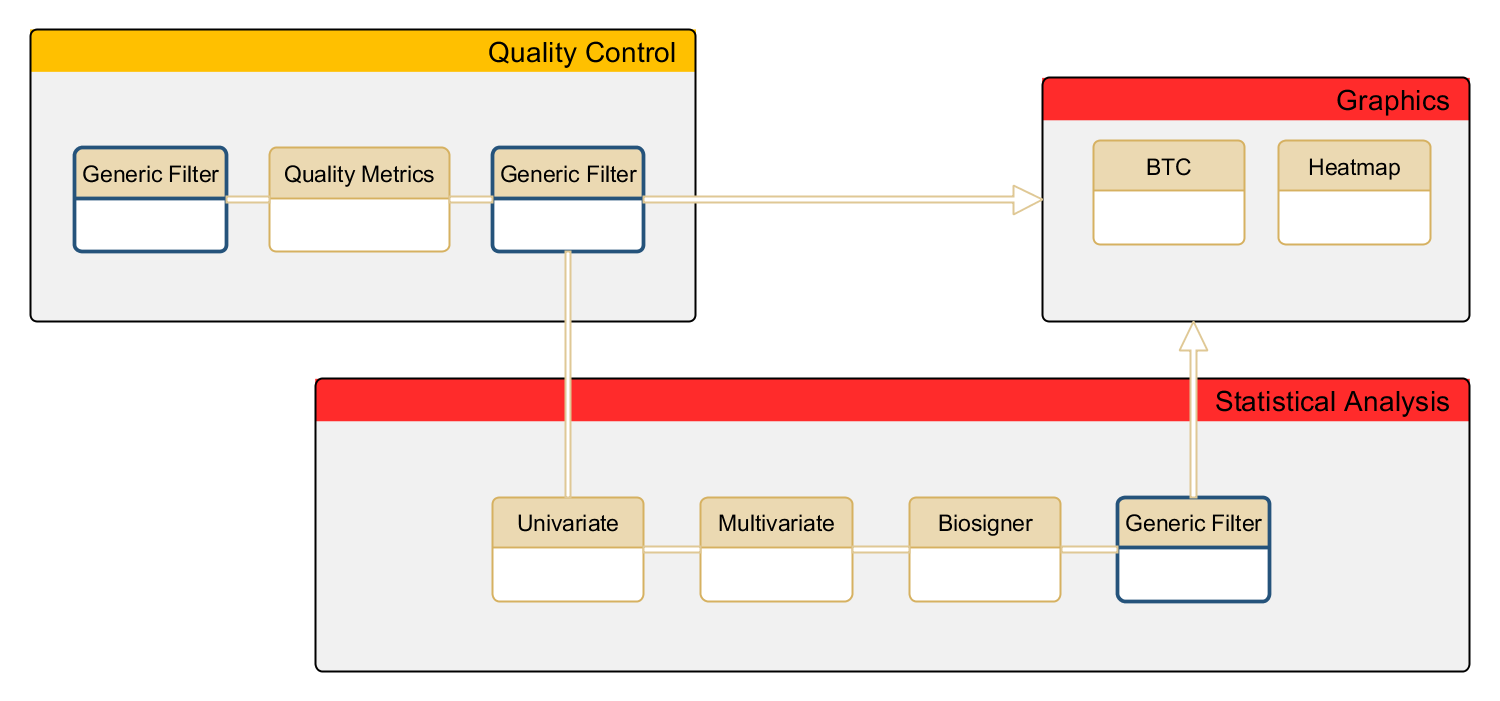 Quality Control
Generic Filter
Quality Metrics
Generic Filter
Graphics
BTC
Heatmap
Statistical Analysis
Univariate
Multivariate
Biosigner
Generic Filter